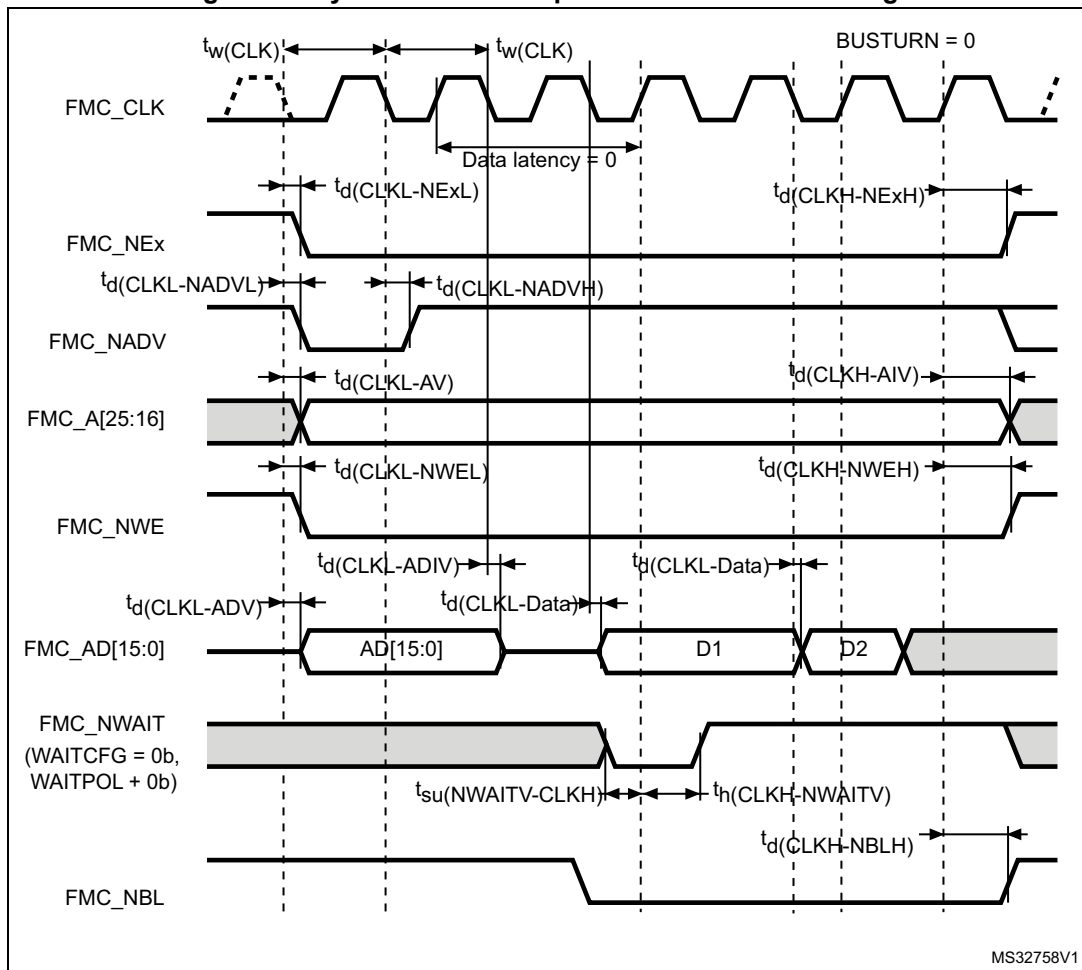 tw(CLK) tw(CLK) BUSTURN = 0
FMC_CLK
Data latency = 0
td(CLKL-NExL) td(CLKH-NExH)
FMC_NEx
td(CLKL-NADVL) td(CLKL-NADVH)
FMC_NADV
td(CLKL-AV) td(CLKH-AIV)
FMC_A[25:16]
td(CLKL-NWEL) td(CLKH-NWEH)
FMC_NWE
td(CLKL-ADIV) td(CLKL-Data)
td(CLKL-ADV) td(CLKL-Data)
FMC_AD[15:0] AD[15:0] D1 D2
FMC_NWAIT
(WAITCFG = 0b,
WAITPOL + 0b)
tsu(NWAITV-CLKH) th(CLKH-NWAITV)
td(CLKH-NBLH)
FMC_NBL
MS32758V1